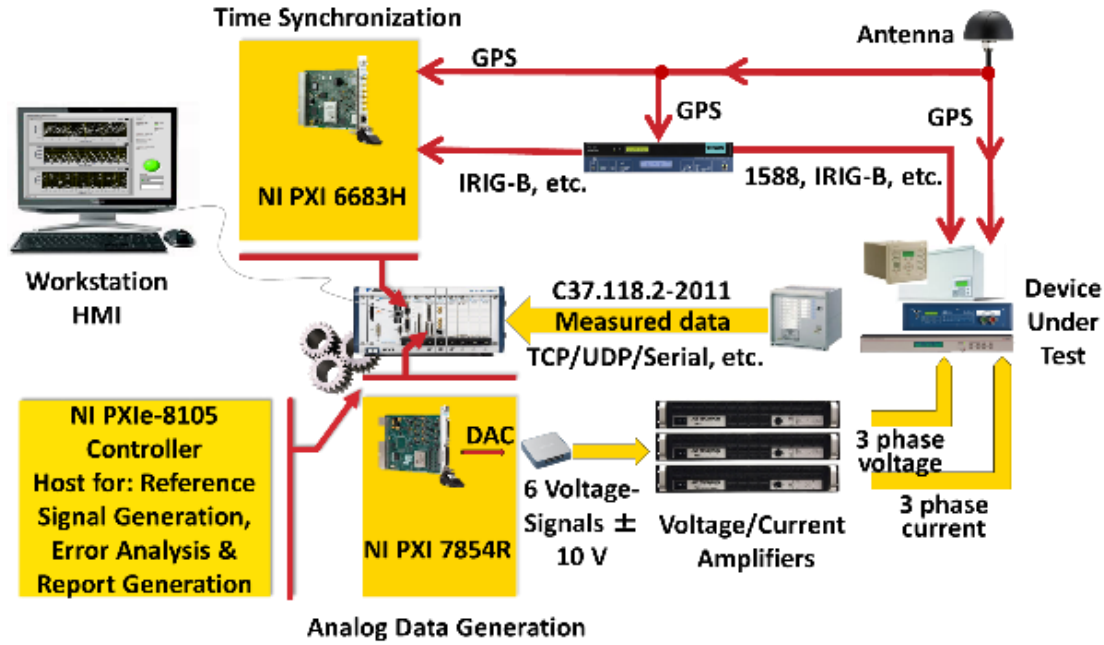 Time Synchronization
Antenna
GPS
GPS
GPS
NI PXI 6683H
IRIG-B, etc.
1588, IRIG-B, etc.
Workstation
HMI
C37.118.2-2011
Measured data
TCP/UDP/Serial, etc.
Device
Under
Test
NI PXIe-8105
Controller
Host for: Reference
Signal Generation,
Error Analysis &
Report Generation
DAC
NI PXI 7854R
6 Voltage-
Signals ±
10 V
Voltage/Current
Amplifiers
3 phase
voltage
3 phase
current
Analog Data Generation